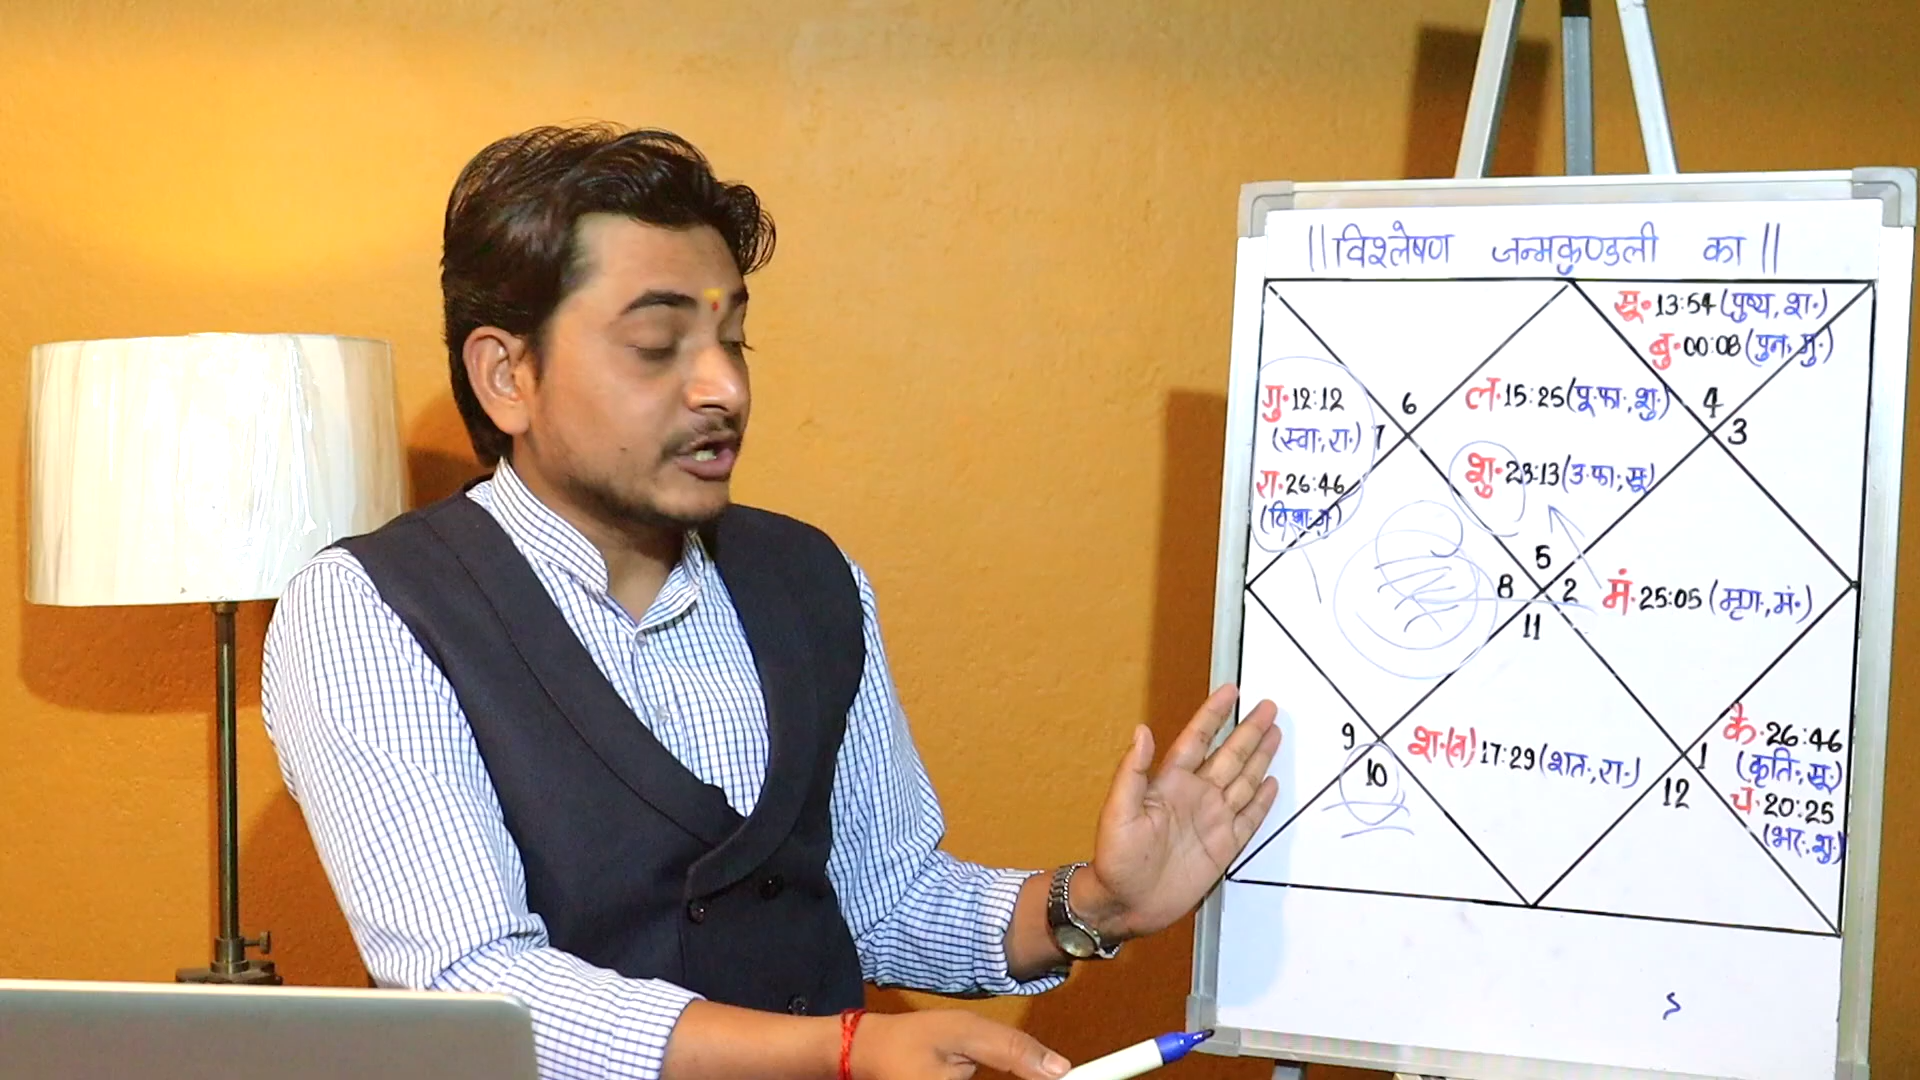 ||विश्लेषण जन्मकुण्डली का||
सू॰13:54(पुष्य,श॰)
बु॰00:08(पुन॰,गु॰)
गु॰12:12
(स्वा॰,रा॰)
रा॰26:46
(विशा॰,गु॰)
7
6
ल॰15:25(पू.फा॰,शु॰)
4
3
शु॰23:13(उ.फा॰,सू)
5
8
2
11
मं॰25:05(मृग॰,मं॰)
9
10
श॰(व)17:29(शत॰,रा॰)
1
12
के॰26:46
(कृति॰,सू॰)
चं॰20:25
(भर॰,शु॰)